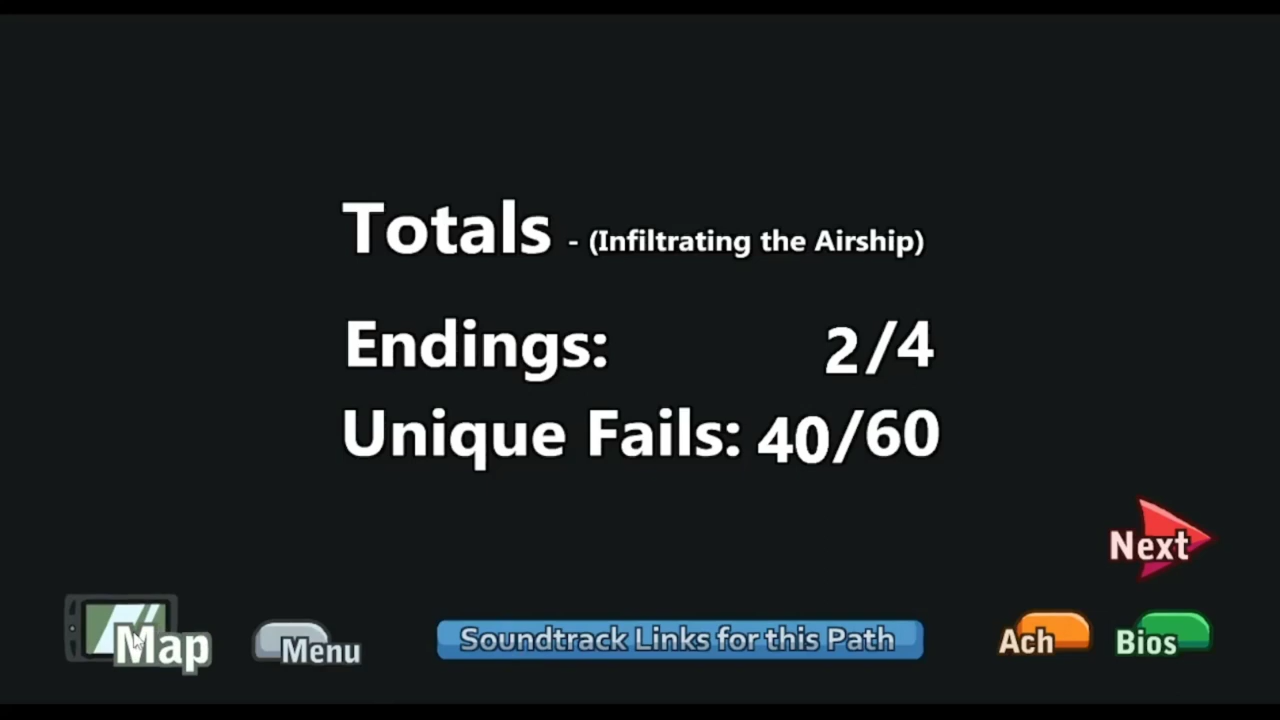 Totals - (Infiltrating the Airship)
Endings: 2/4
Unique Fails: 40/60
Next
Map
Menu
Soundtrack Links for this Path
Ach
Bios